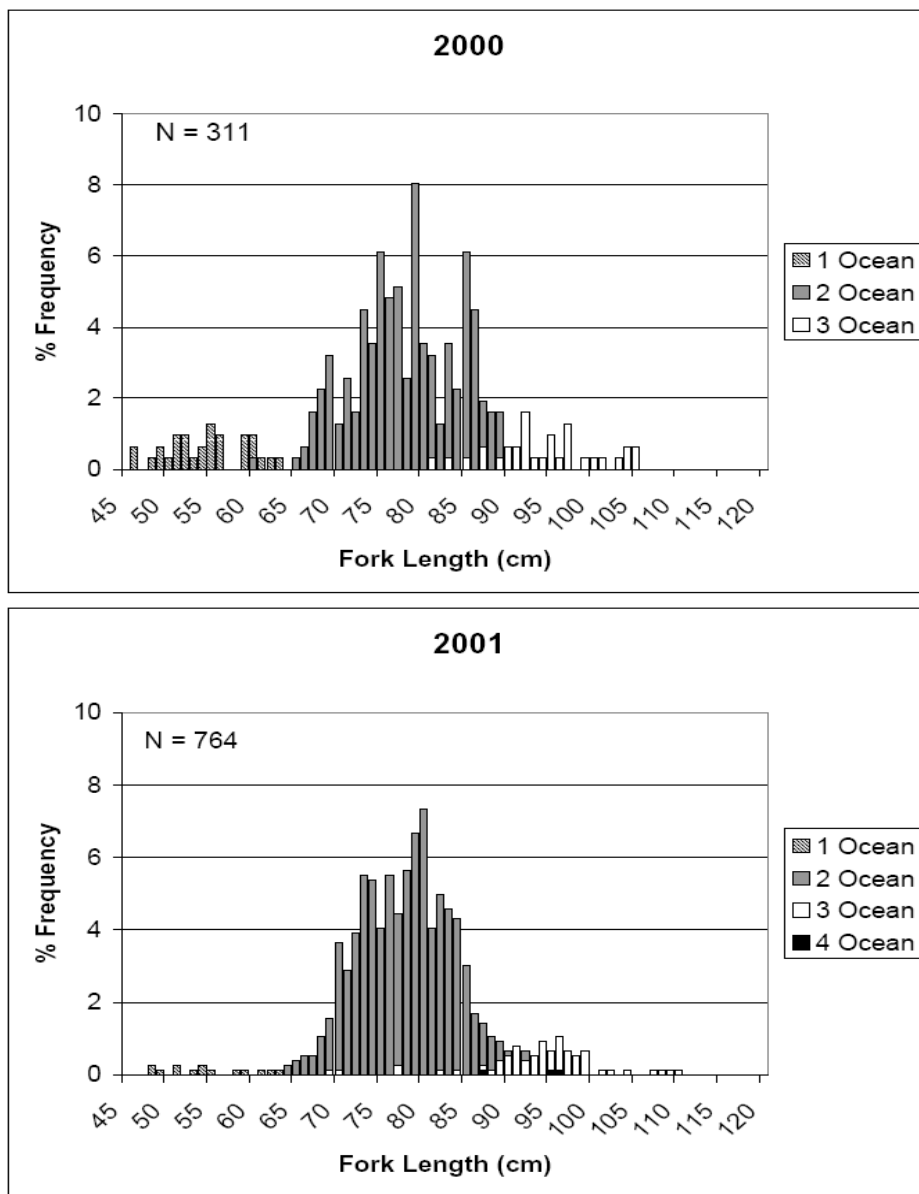 2000
N = 311
10
8
6
4
2
0
% Frequency
45 50 55 60 65 70 75 80 85 90 95 100 105 110 115 120
Fork Length (cm)
1 Ocean
2 Ocean
3 Ocean
2001
N = 764
10
8
6
4
2
0
% Frequency
45 50 55 60 65 70 75 80 85 90 95 100 105 110 115 120
Fork Length (cm)
1 Ocean
2 Ocean
3 Ocean
4 Ocean